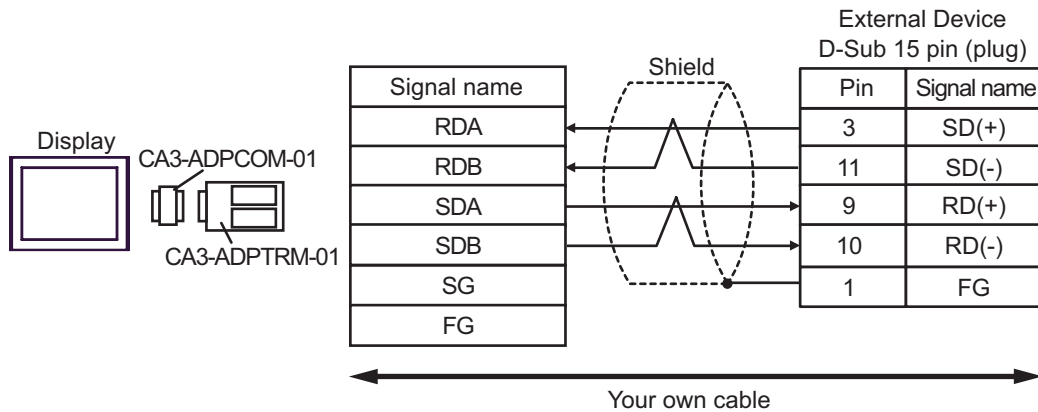 External Device
D-Sub 15 pin (plug)
Shield
Signal name
Pin Signal name
RDA
3 SD(+)
Display
CA3-ADPCOM-01
RDB
11 SD(-)
SDA
9 RD(+)
CA3-ADPTRM-01
SDB
10 RD(-)
SG
1 FG
FG
Your own cable